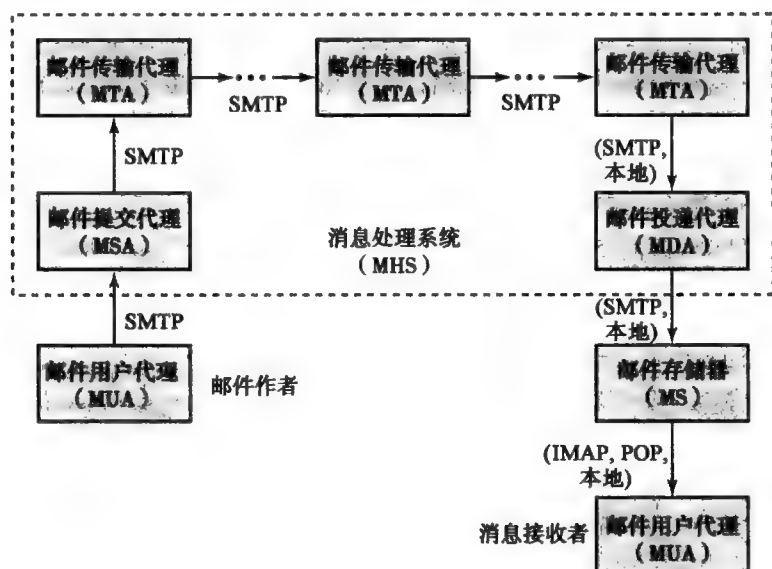 邮件传输代理
(MTA)
SMTP
邮件传输代理
(MTA)
SMTP
邮件传输代理
(MTA)
SMTP
(SMTP,
本地)
邮件提交代理
(MSA)
消息处理系统
(MHS)
邮件投递代理
(MDA)
SMTP
(SMTP,
本地)
邮件用户代理
(MUA)
邮件作者
邮件存储器
(MS)
(IMAP, POP,
本地)
消息接收者
邮件用户代理
(MUA)